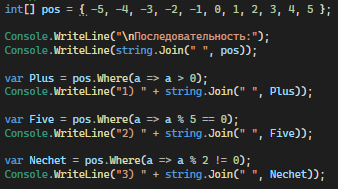 int[] pos = { -5, -4, -3, -2, -1, 0, 1, 2, 3, 4, 5 };
Console.WriteLine("\nПоследовательность:");
Console.WriteLine(string.Join(" ", pos));
var Plus = pos.Where(a => a > 0);
Console.WriteLine("1) " + string.Join(" ", Plus));
var Five = pos.Where(a => a % 5 == 0);
Console.WriteLine("2) " + string.Join(" ", Five));
var Nechet = pos.Where(a => a % 2 != 0);
Console.WriteLine("3) " + string.Join(" ", Nechet));